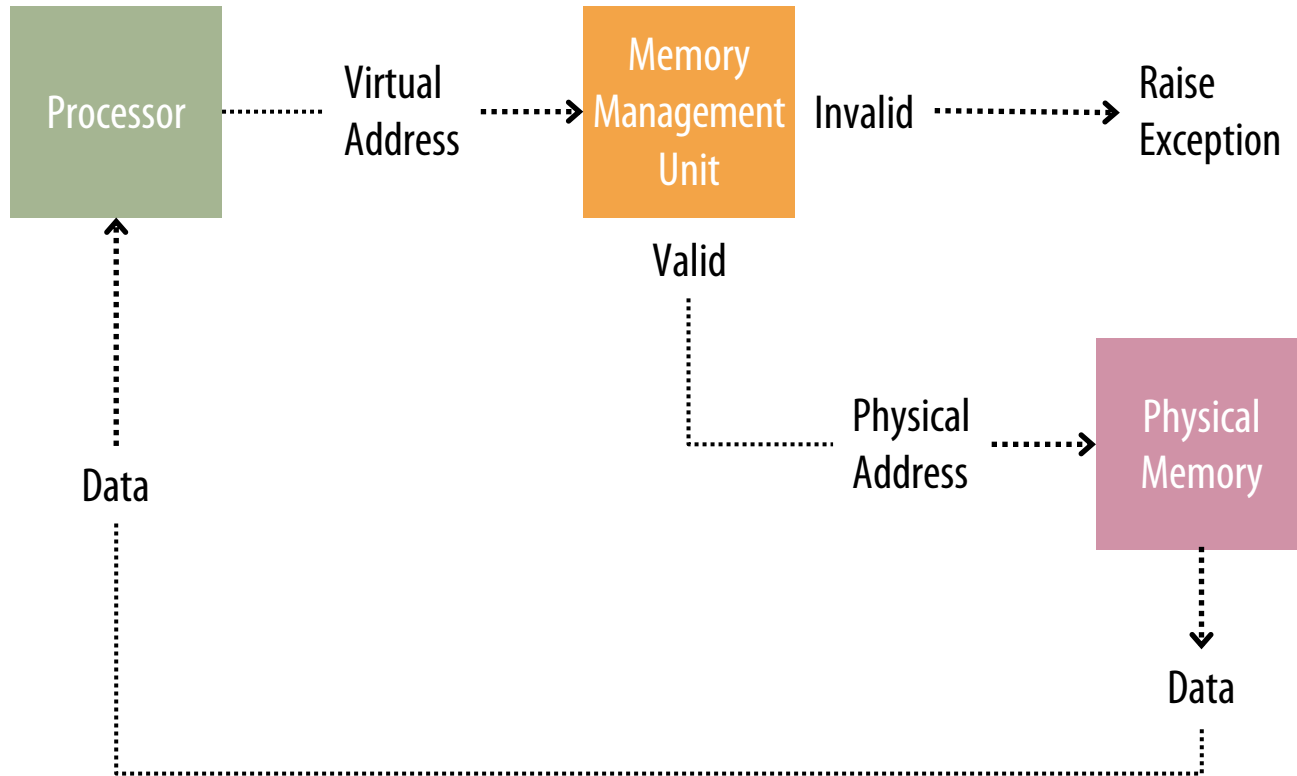 Processor
Virtual
Address
Memory
Management
Unit
Invalid
Raise
Exception
Valid
Physical
Address
Physical
Memory
Data
Data